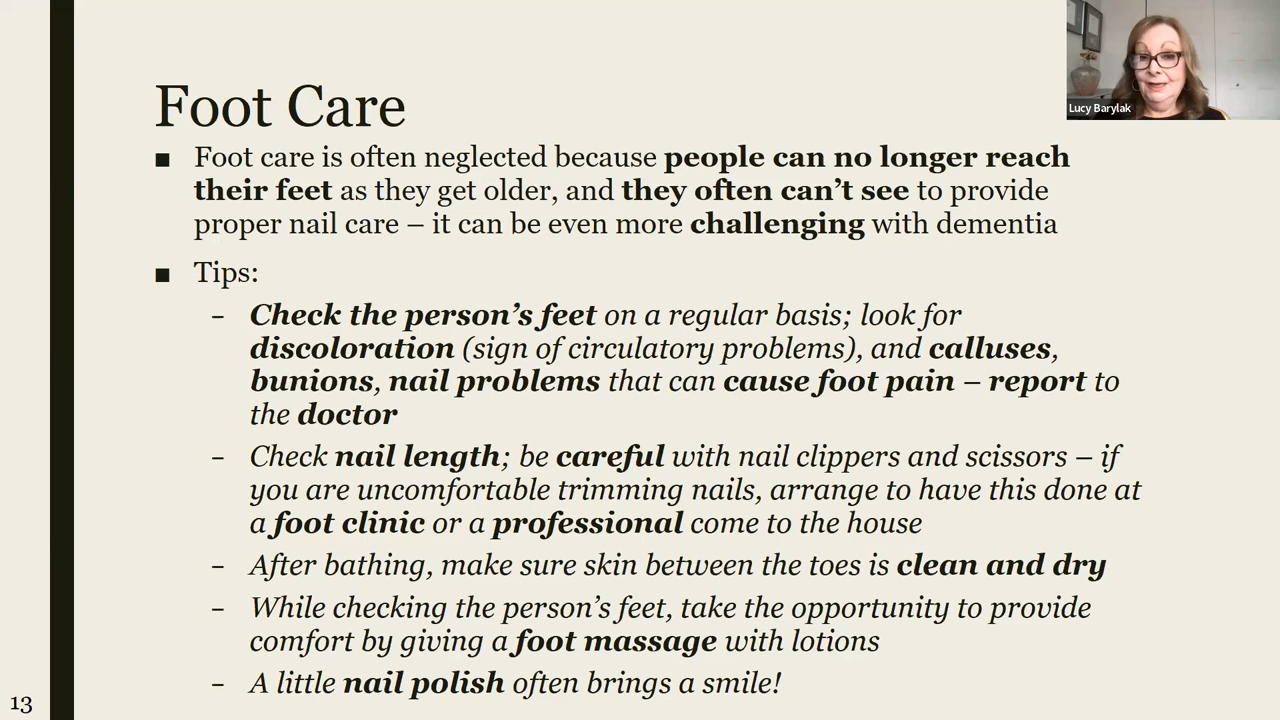 Foot Care
Lucy Barylak
■ Foot care is often neglected because people can no longer reach
their feet as they get older, and they often can’t see to provide
proper nail care – it can be even more challenging with dementia
■ Tips:
– Check the person’s feet on a regular basis; look for
discoloration (sign of circulatory problems), and calluses,
bunions, nail problems that can cause foot pain – report to
the doctor
– Check nail length; be careful with nail clippers and scissors – if
you are uncomfortable trimming nails, arrange to have this done at
a foot clinic or a professional come to the house
– After bathing, make sure skin between the toes is clean and dry
– While checking the person’s feet, take the opportunity to provide
comfort by giving a foot massage with lotions
– A little nail polish often brings a smile!
13